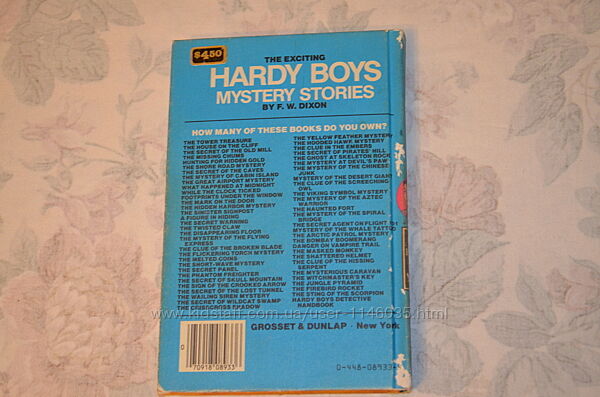 $4.50
THE EXCITING
HARDY BOYS
MYSTERY STORIES
BY F. W. DIXON
HOW MANY OF THESE BOOKS DO YOU OWN?
THE TOWER TREASURE
THE HOUSE ON THE CLIFF
THE SECRET OF THE OLD MILL
THE MISSING CHUMS
HUNTING FOR HIDDEN GOLD
THE SHORE ROAD MYSTERY
THE SECRET OF THE CAVES
THE MYSTERY OF CABIN ISLAND
THE GREAT AIRPORT MYSTERY
WHAT HAPPENED AT MIDNIGHT
WHILE THE CLOCK TICKED
FOOTPRINTS UNDER THE WINDOW
THE MARK ON THE DOOR
THE HIDDEN HARBOR MYSTERY
THE SINISTER SIGNPOST
A FIGURE IN HIDING
THE SECRET WARNING
THE TWISTED CLAW
THE DISAPPEARING FLOOR
THE MYSTERY OF THE FLYING
EXPRESS
THE CLUE OF THE BROKEN BLADE
THE FLICKERING TORCH MYSTERY
THE MELTED COINS
THE SHORT-WAVE MYSTERY
THE SECRET PANEL
THE PHANTOM FREIGHTER
THE SECRET OF SKULL MOUNTAIN
THE SIGN OF THE CROOKED ARROW
THE SECRET OF THE LOST TUNNEL
THE WAILING SIREN MYSTERY
THE SECRET OF WILDCAT SWAMP
THE CRISSCROSS SHADOW
THE YELLOW FEATHER MYSTERY
THE HOODED HAWK MYSTERY
THE CLUE IN THE EMBERS
THE SECRET OF PIRATES' HILL
THE GHOST AT SKELETON ROCK
THE MYSTERY AT DEVIL'S PAW
THE MYSTERY OF THE CHINESE
JUNK
MYSTERY OF THE DESERT GIANT
THE CLUE OF THE SCREECHING
OWL
THE VIKING SYMBOL MYSTERY
THE MYSTERY OF THE AZTEC
WARRIOR
THE HAUNTED FORT
THE MYSTERY OF THE SPIRAL
BRIDGE
THE SECRET AGENT ON FLIGHT 101
MYSTERY OF THE WHALE TATTOO
THE ARCTIC PATROL MYSTERY
THE BOMBAY BOOMERANG
DANGER ON VAMPIRE TRAIL
THE MASKED MONKEY
THE SHATTERED HELMET
THE CLUE OF THE HISSING
SERPENT
THE MYSTERIOUS CARAVAN
THE WITCHMASTER'S KEY
THE JUNGLE PYRAMID
THE FIREBIRD ROCKET
THE STING OF THE SCORPION
HARDY BOYS DETECTIVE
HANDBOOK
GROSSET & DUNLAP · New York
0
70918 08933
0-448-08933-